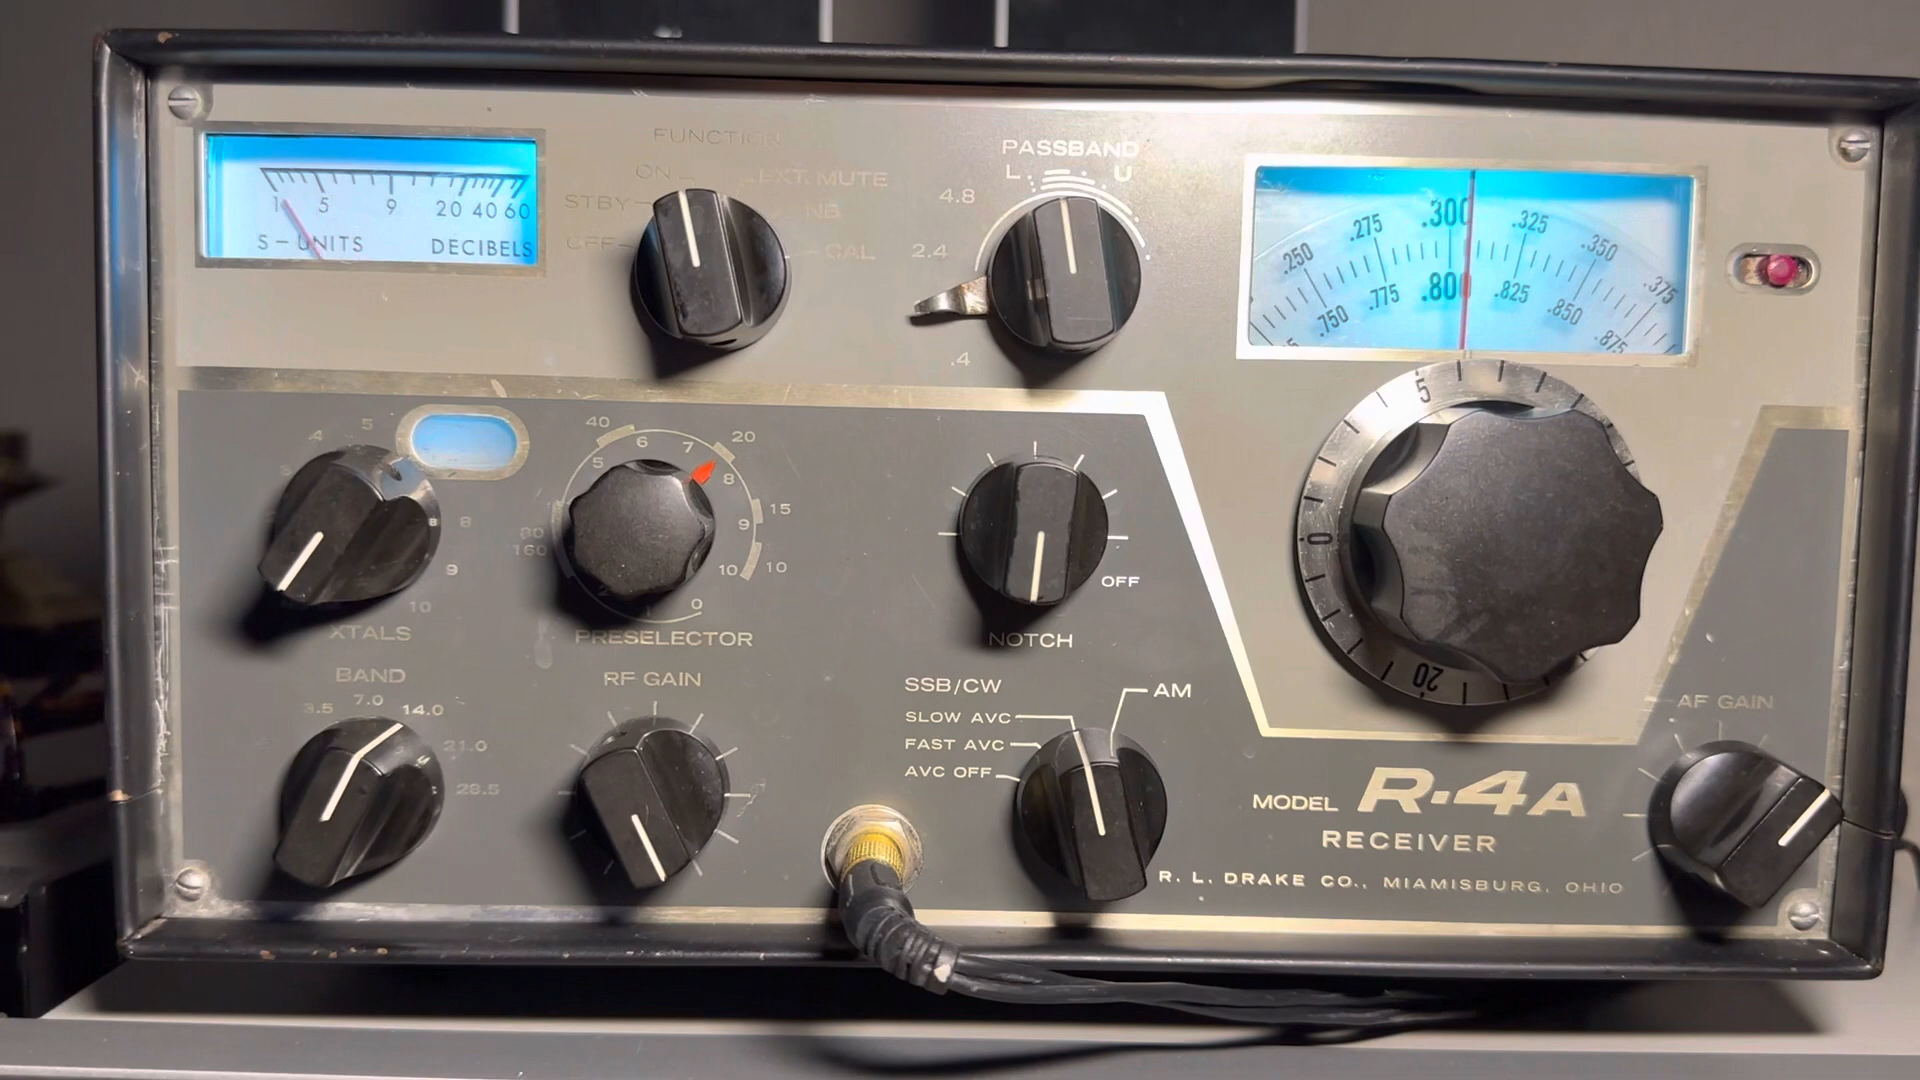 FUNCTION
ON
EXT. MUTE
STBY
NB
OFF
CAL
1 5 9 20 40 60
S-UNITS DECIBELS
PASSBAND
L U
4.8
2.4
.4
.250 .275 .300 .325 .350 .375
.750 .775 .800 .825 .850 .875
5
0
20
4 5
8 8
9
10
XTALS
40 20
5 6 7 8
15
80
9
160
10 10
0
PRESELECTOR
OFF
NOTCH
BAND
3.5 7.0 14.0
21.0
28.5
RF GAIN
SSB/CW
AM
SLOW AVC
FAST AVC
AVC OFF
AF GAIN
MODEL R-4A
RECEIVER
R. L. DRAKE CO., MIAMISBURG, OHIO